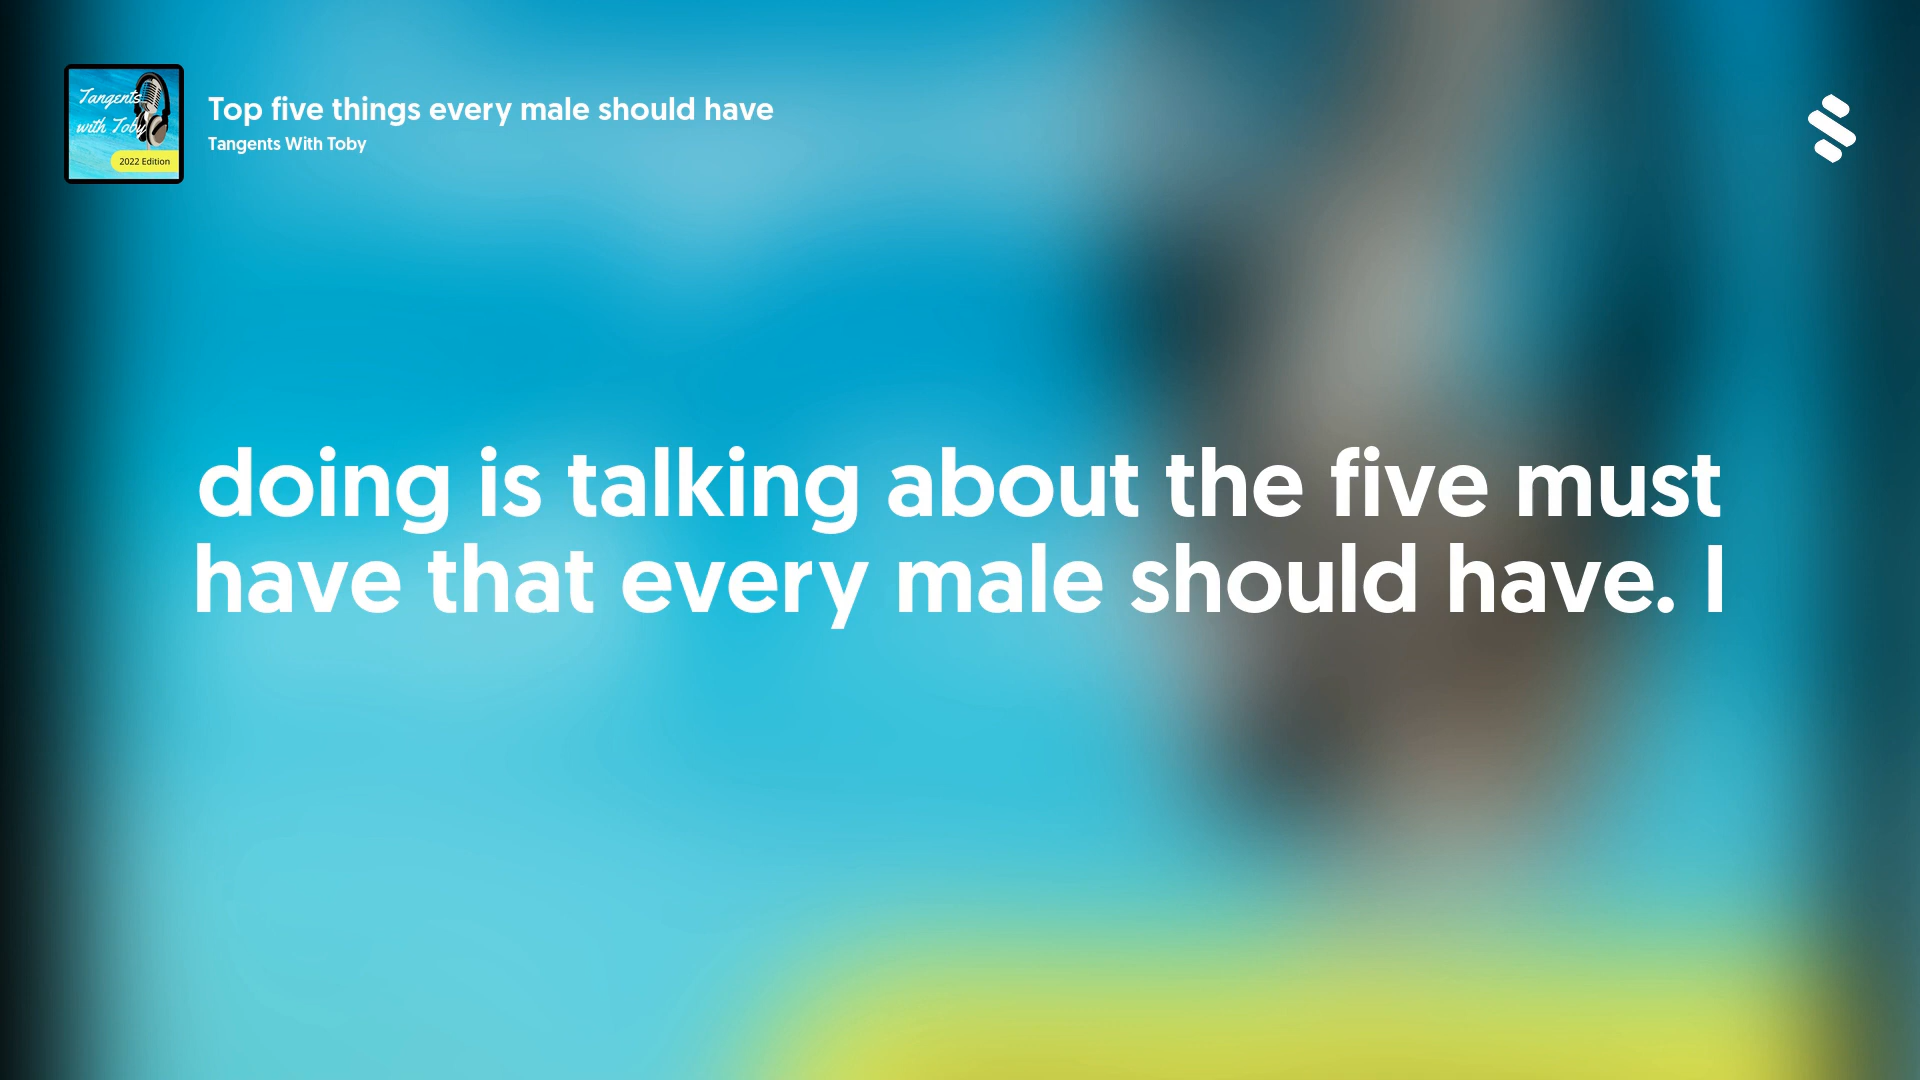 Tangents
with Toby
2022 Edition
Top five things every male should have
Tangents With Toby
doing is talking about the five must
have that every male should have. I